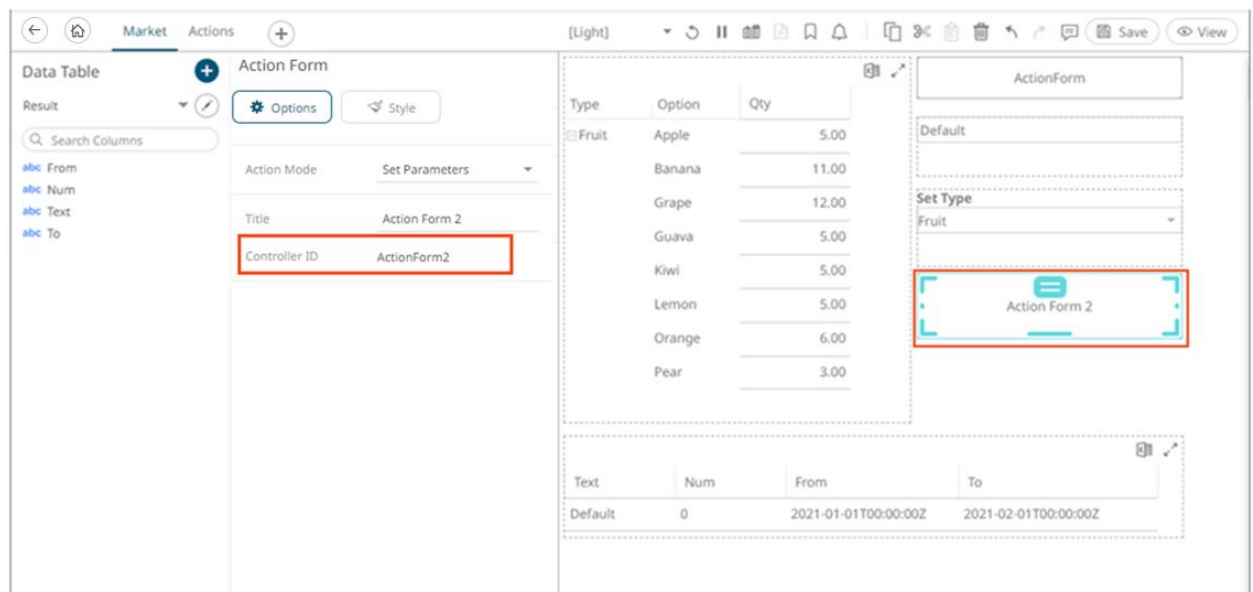 Market Actions [Light] Save View
Data Table
Result
Search Columns
abc From
abc Num
abc Text
abc To
Action Form
Options Style
Action Mode Set Parameters
Title Action Form 2
Controller ID ActionForm2
Type Option Qty
Fruit Apple 5.00
Banana 11.00
Grape 12.00
Guava 5.00
Kiwi 5.00
Lemon 5.00
Orange 6.00
Pear 3.00
ActionForm
Default
Set Type
Fruit
Action Form 2
Text Num From To
Default 0 2021-01-01T00:00:00Z 2021-02-01T00:00:00Z